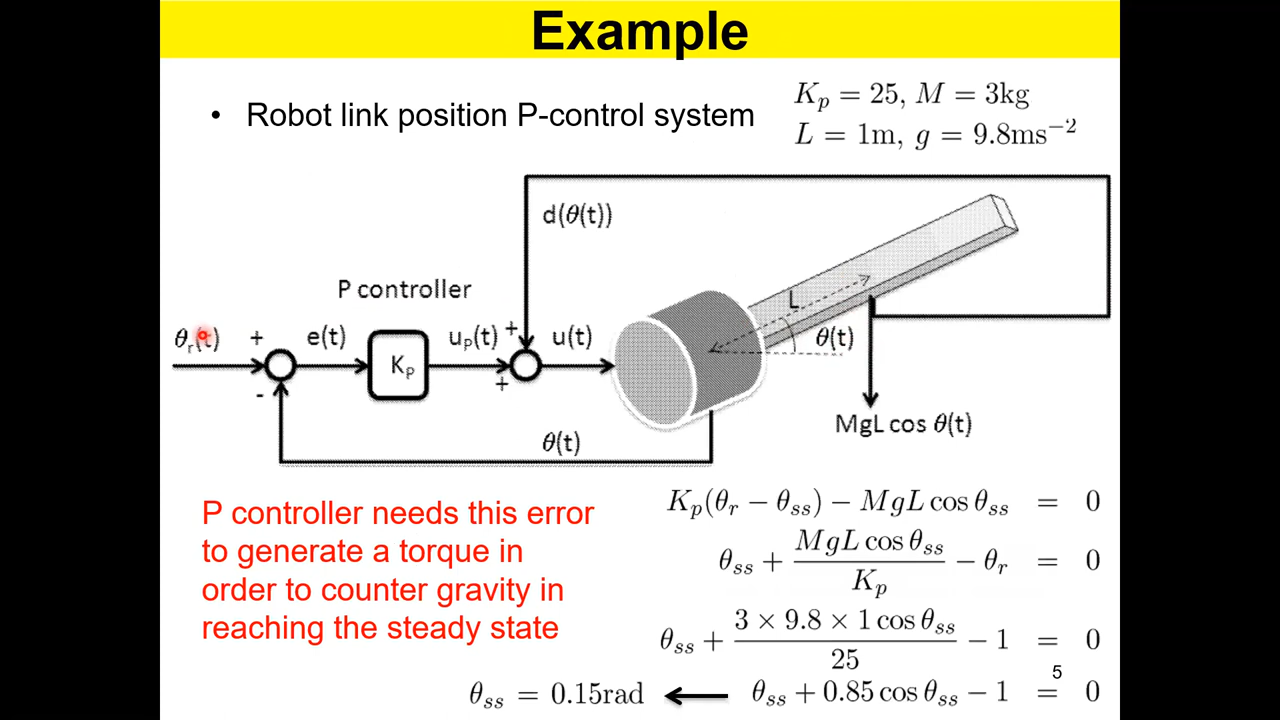 Example
• Robot link position P-control system
K_p = 25, M = 3kg
L = 1m, g = 9.8ms^{-2}
d(θ(t))
P controller
L
θ_r(t)
+
e(t)
K_P
u_P(t)
+
u(t)
θ(t)
-
+
MgL cos θ(t)
θ(t)
P controller needs this error
to generate a torque in
order to counter gravity in
reaching the steady state
K_p(θ_r − θ_ss) − MgL cos θ_ss = 0
θ_ss + \frac{MgL cos θ_ss}{K_p} − θ_r = 0
θ_ss + \frac{3 × 9.8 × 1 cos θ_ss}{25} − 1 = 0
5
θ_ss = 0.15rad ← θ_ss + 0.85 cos θ_ss − 1 = 0